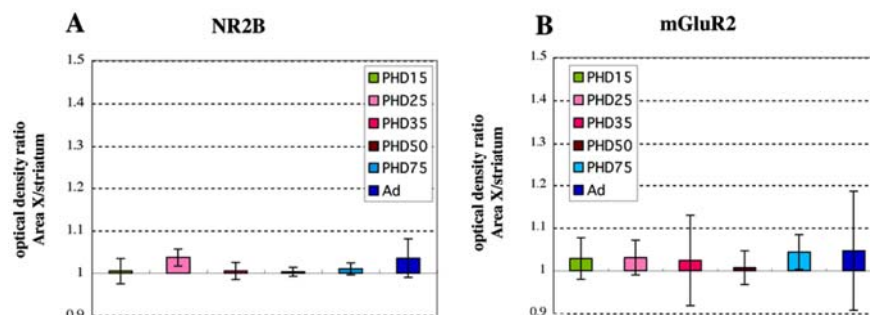 A
NR2B
optical density ratio
Area X/striatum
1.5
1.4
1.3
1.2
1.1
1
0.9
PHD15
PHD25
PHD35
PHD50
PHD75
Ad
B
mGluR2
optical density ratio
Area X/striatum
1.5
1.4
1.3
1.2
1.1
1
0.9
PHD15
PHD25
PHD35
PHD50
PHD75
Ad